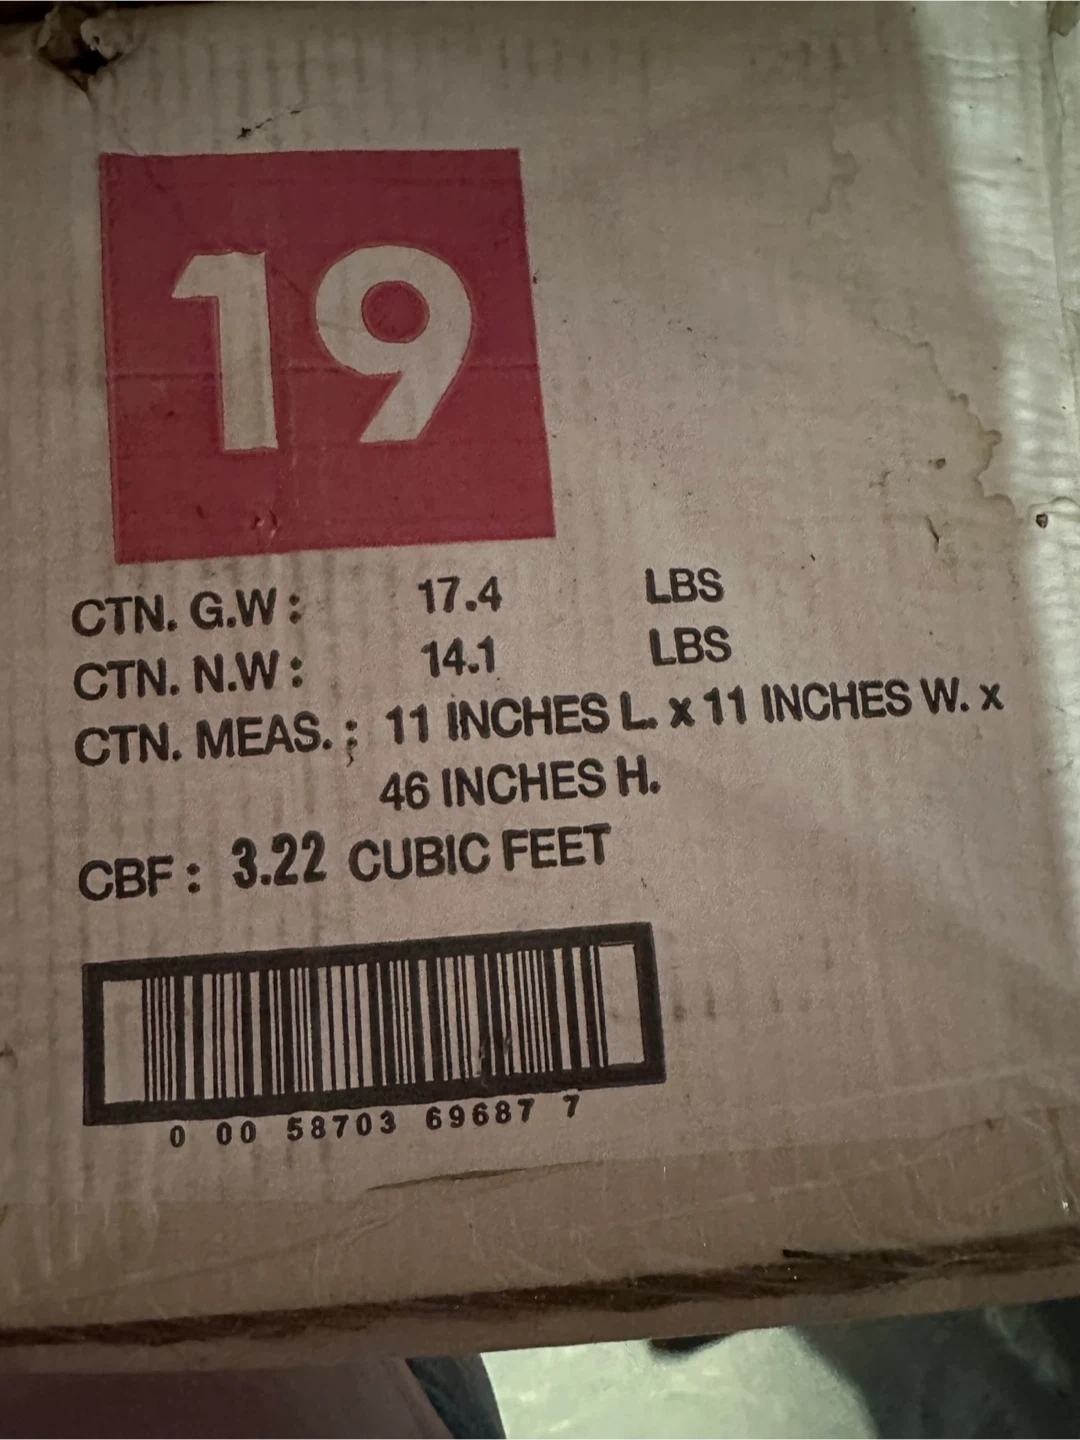 19
CTN. G.W : 17.4 LBS
CTN. N.W : 14.1 LBS
CTN. MEAS. : 11 INCHES L. x 11 INCHES W. x
46 INCHES H.
CBF : 3.22 CUBIC FEET
0 00 58703 69687 7